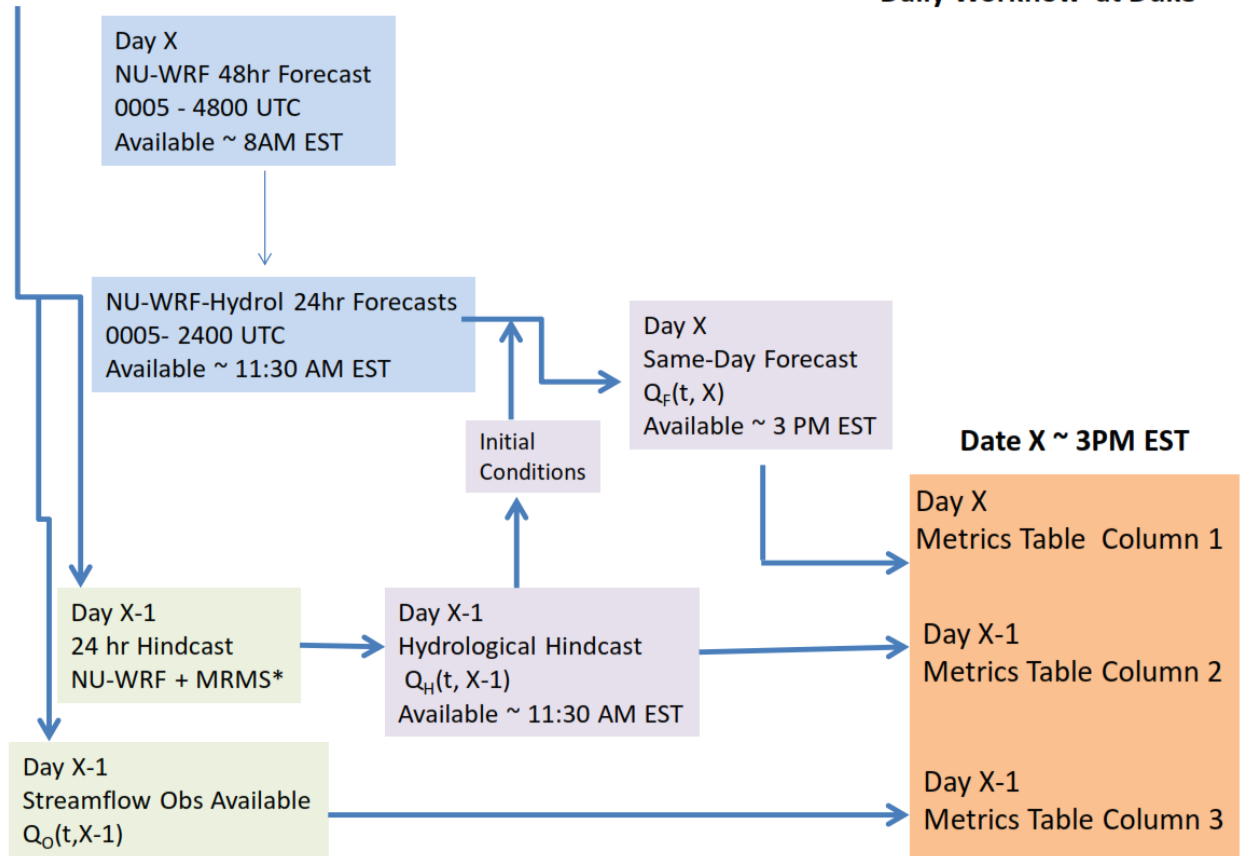 Day X
NU-WRF 48hr Forecast
0005 - 4800 UTC
Available ~ 8AM EST
NU-WRF-Hydrol 24hr Forecasts
0005- 2400 UTC
Available ~ 11:30 AM EST
Day X
Same-Day Forecast
Q_F(t, X)
Available ~ 3 PM EST
Initial
Conditions
Date X ~ 3PM EST
Day X
Metrics Table Column 1
Day X-1
24 hr Hindcast
NU-WRF + MRMS*
Day X-1
Hydrological Hindcast
Q_H(t, X-1)
Available ~ 11:30 AM EST
Day X-1
Metrics Table Column 2
Day X-1
Streamflow Obs Available
Q_O(t,X-1)
Day X-1
Metrics Table Column 3